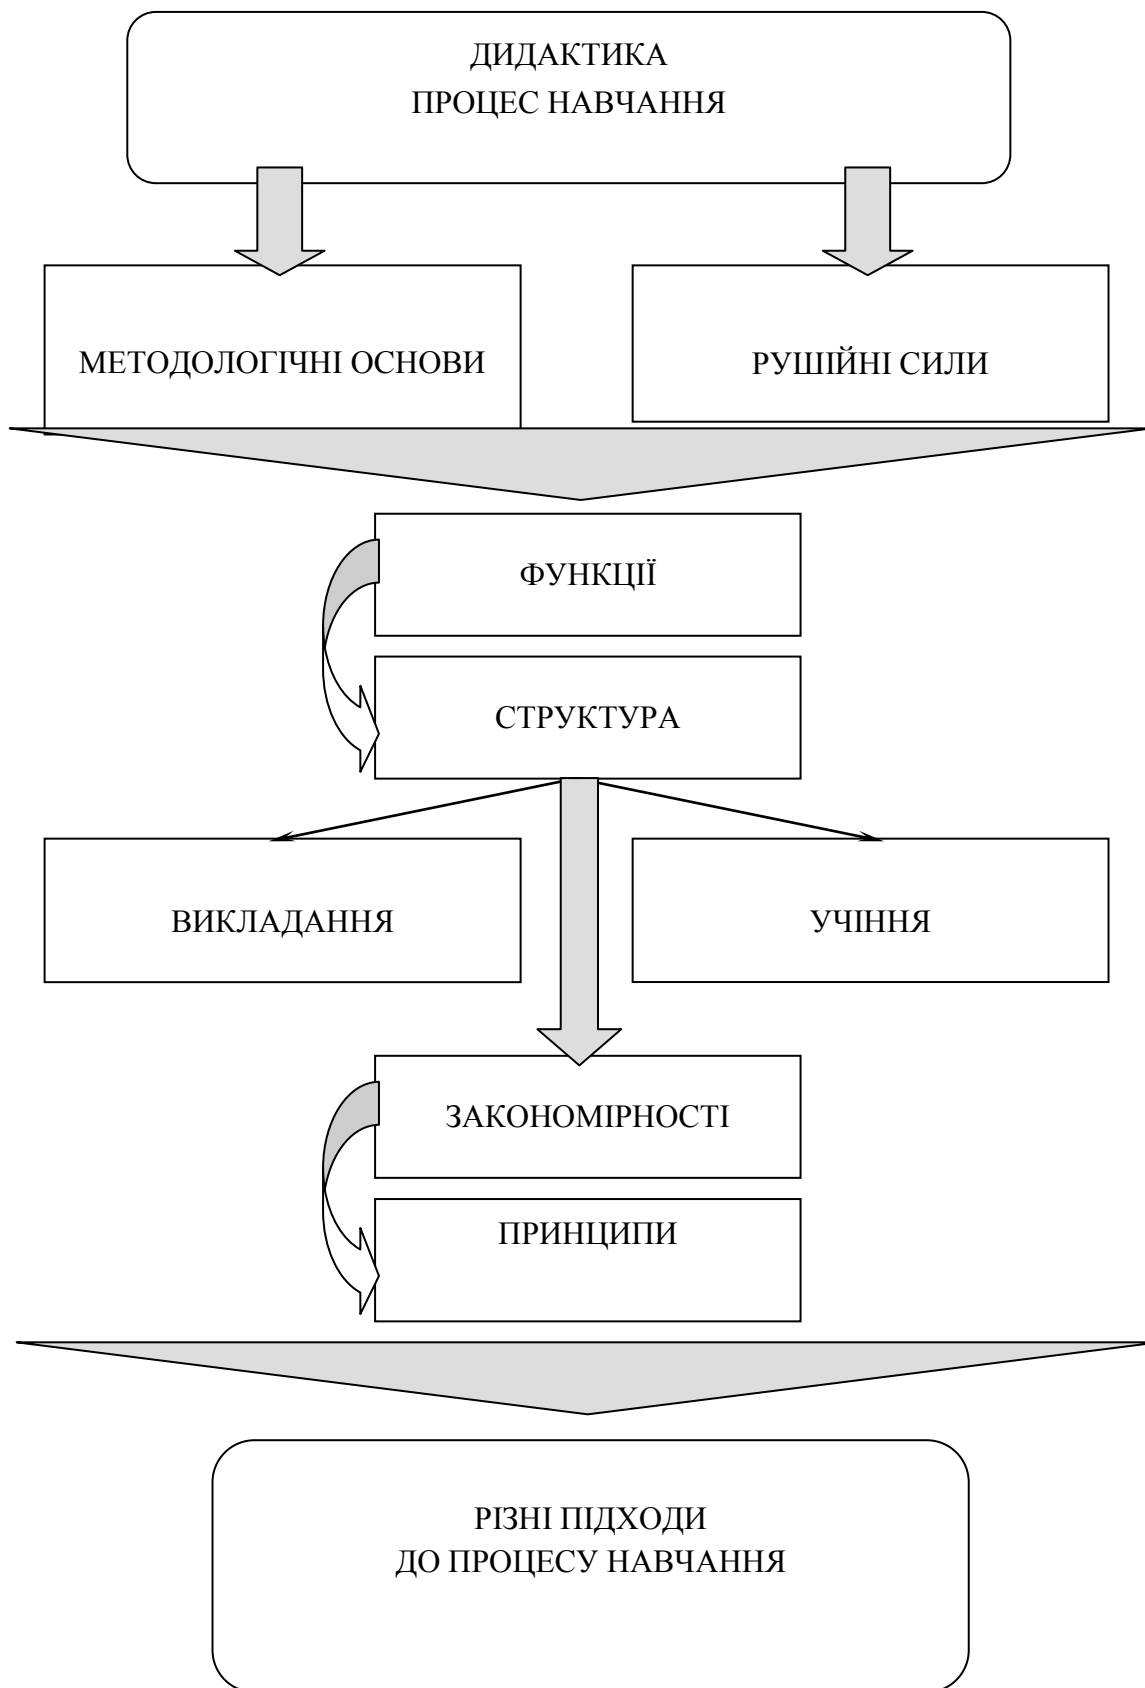 ДИДАКТИКА
ПРОЦЕС НАВЧАННЯ
МЕТОДОЛОГІЧНІ ОСНОВИ
РУШІЙНІ СИЛИ
ФУНКЦІЇ
СТРУКТУРА
ВИКЛАДАННЯ
УЧІННЯ
ЗАКОНОМІРНОСТІ
ПРИНЦИПИ
РІЗНІ ПІДХОДИ
ДО ПРОЦЕСУ НАВЧАННЯ